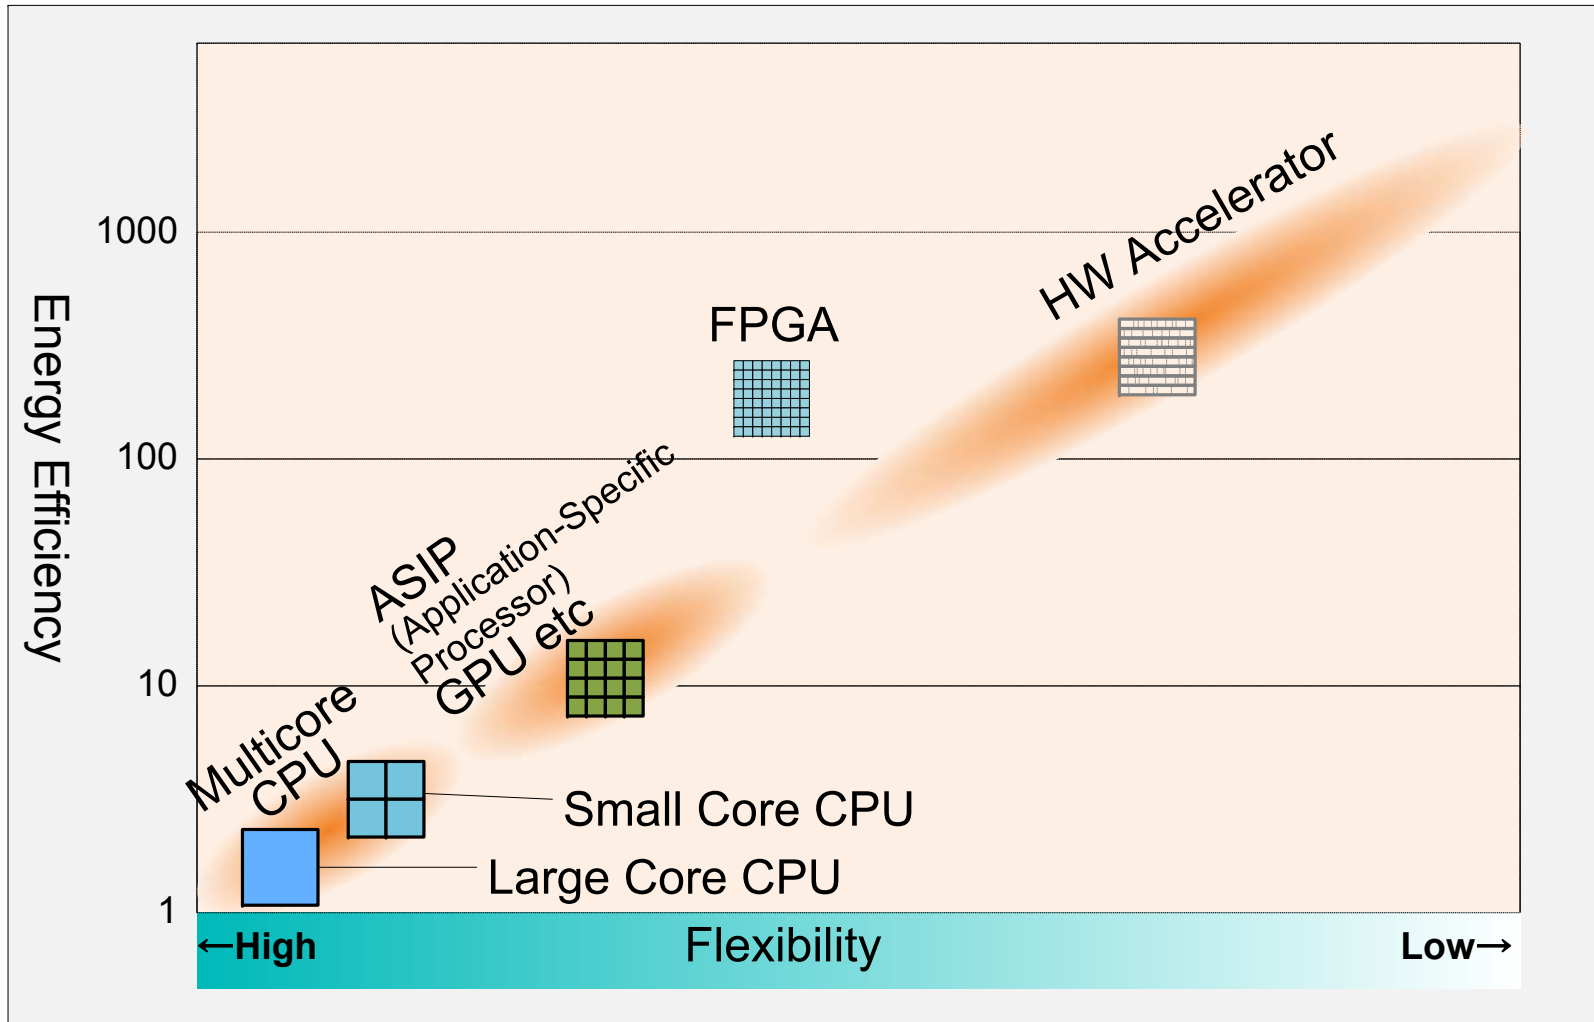 Energy Efficiency
1000
100
10
1
HW Accelerator
FPGA
ASIP
(Application-Specific
Processor)
GPU etc
Multicore
CPU
Small Core CPU
Large Core CPU
←High
Flexibility
Low→